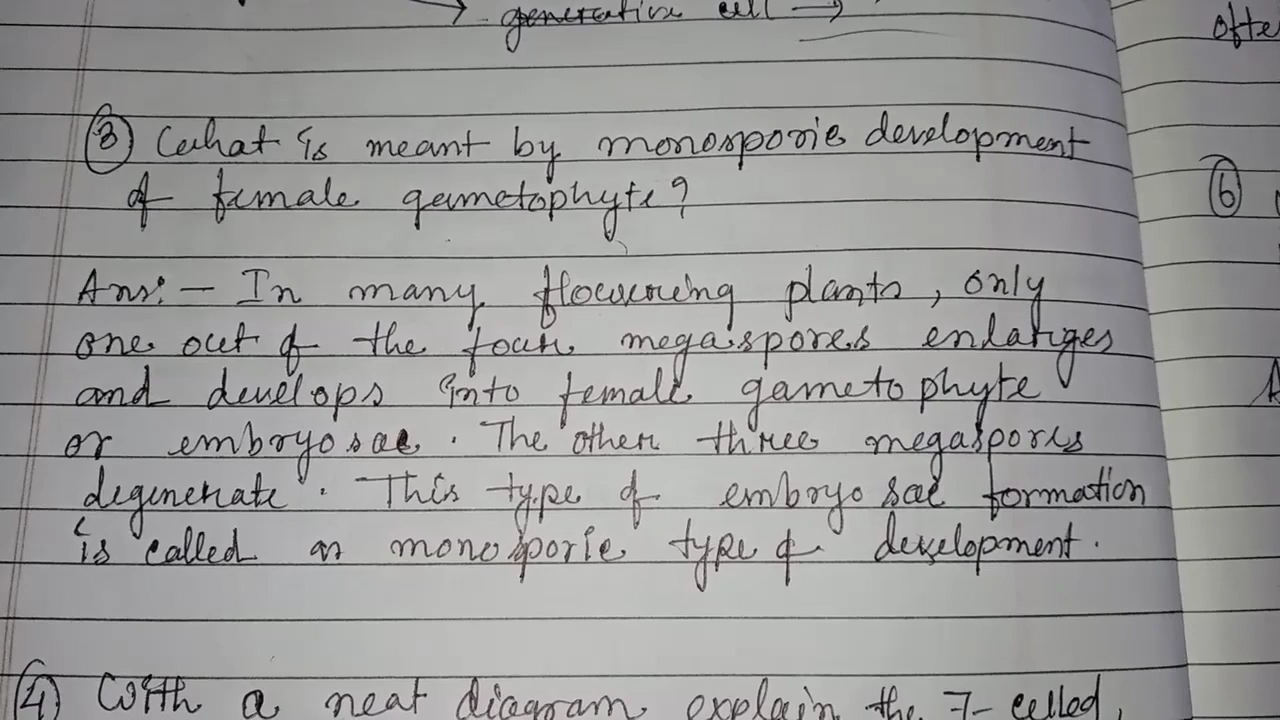 → generative cell →
ofte
③ What is meant by monosporic development
of female gametophyte?
⑥
Ans:- In many flowering plants, only
one out of the four megaspores enlarges
and develops into female gametophyte
or embryo sac. The other three megaspores
degenerate. This type of embryo sac formation
is called as monosporic type of development.
④ With a neat diagram explain the 7-celled,